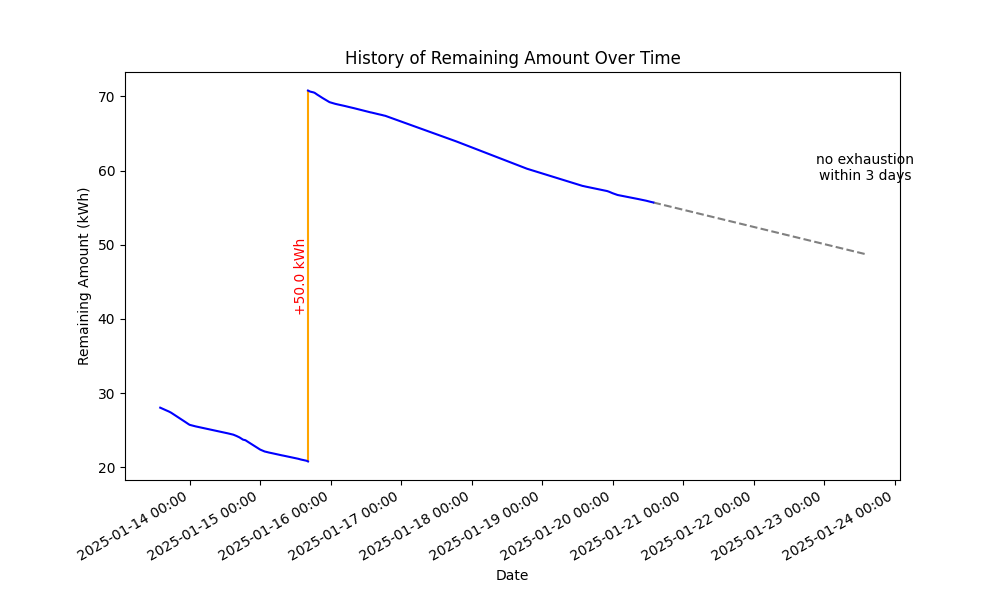 History of Remaining Amount Over Time
Remaining Amount (kWh)
70
60
50
40
30
20
+50.0 kWh
no exhaustion
within 3 days
2025-01-14 00:00
2025-01-15 00:00
2025-01-16 00:00
2025-01-17 00:00
2025-01-18 00:00
2025-01-19 00:00
2025-01-20 00:00
2025-01-21 00:00
2025-01-22 00:00
2025-01-23 00:00
2025-01-24 00:00
Date